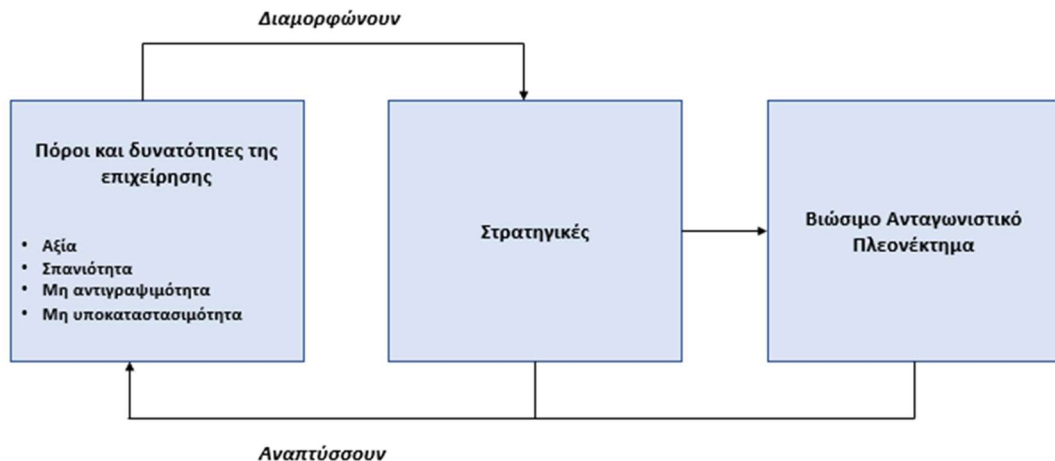 Διαμορφώνουν
Πόροι και δυνατότητες της
επιχείρησης
• Αξία
• Σπανιότητα
• Μη αντιγραψιμότητα
• Μη υποκαταστασιμότητα
Στρατηγικές
Βιώσιμο Ανταγωνιστικό
Πλεονέκτημα
Αναπτύσσουν